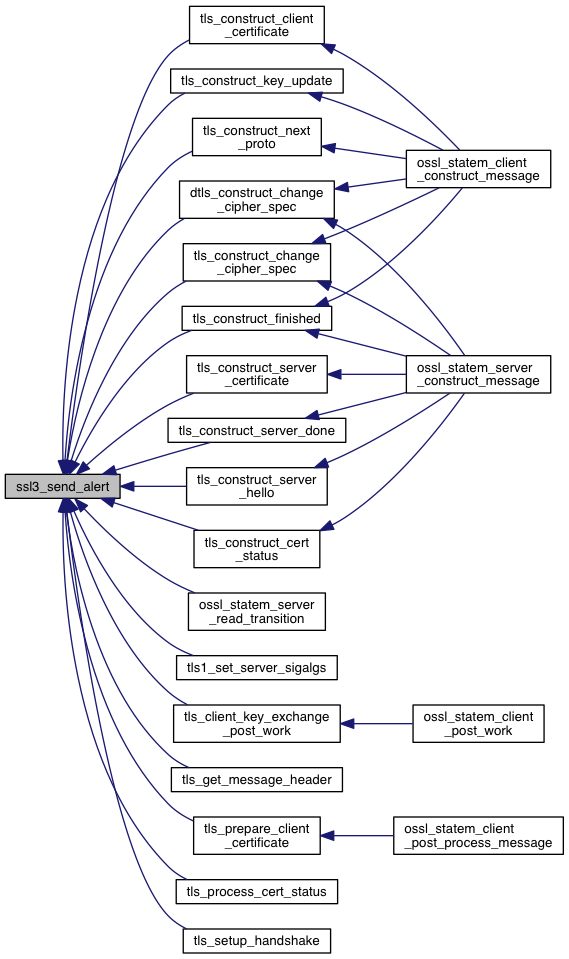 tls_construct_client
_certificate
tls_construct_key_update
tls_construct_next
_proto
ossl_statem_client
_construct_message
dtls_construct_change
_cipher_spec
tls_construct_change
_cipher_spec
tls_construct_finished
tls_construct_server
_certificate
ossl_statem_server
_construct_message
tls_construct_server_done
ssl3_send_alert
tls_construct_server
_hello
tls_construct_cert
_status
ossl_statem_server
_read_transition
tls1_set_server_sigalgs
tls_client_key_exchange
_post_work
ossl_statem_client
_post_work
tls_get_message_header
tls_prepare_client
_certificate
ossl_statem_client
_post_process_message
tls_process_cert_status
tls_setup_handshake